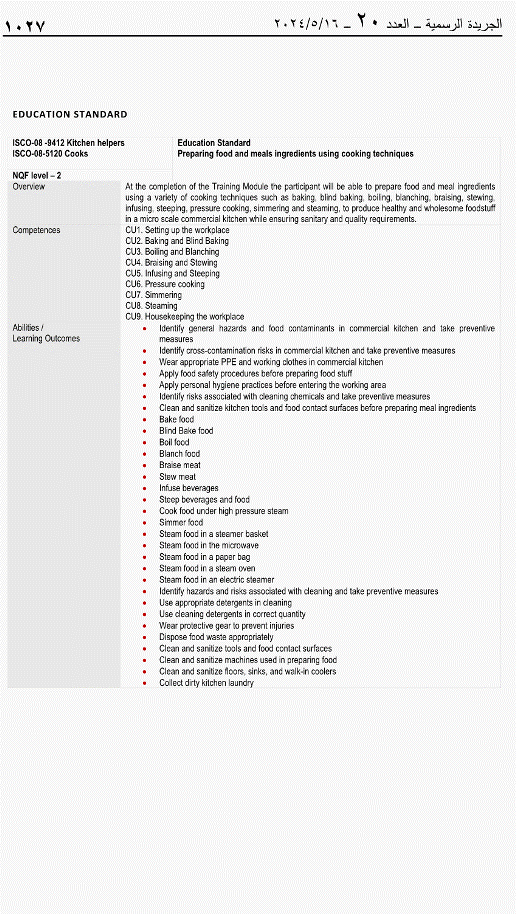 الجريدة الرسمية – العدد ٢٠ – ٢٠٢٤/٥/١٦
١٠٢٧
EDUCATION STANDARD
ISCO-08 -9412 Kitchen helpers
ISCO-08-5120 Cooks
Education Standard
Preparing food and meals ingredients using cooking techniques
NQF level – 2
Overview
At the completion of the Training Module the participant will be able to prepare food and meal ingredients
using a variety of cooking techniques such as baking, blind baking, boiling, blanching, braising, stewing,
infusing, steeping, pressure cooking, simmering and steaming, to produce healthy and wholesome foodstuff
in a micro scale commercial kitchen while ensuring sanitary and quality requirements.
Competences
CU1. Setting up the workplace
CU2. Baking and Blind Baking
CU3. Boiling and Blanching
CU4. Braising and Stewing
CU5. Infusing and Steeping
CU6. Pressure cooking
CU7. Simmering
CU8. Steaming
CU9. Housekeeping the workplace
Abilities /
Learning Outcomes
• Identify general hazards and food contaminants in commercial kitchen and take preventive
measures
• Identify cross-contamination risks in commercial kitchen and take preventive measures
• Wear appropriate PPE and working clothes in commercial kitchen
• Apply food safety procedures before preparing food stuff
• Apply personal hygiene practices before entering the working area
• Identify risks associated with cleaning chemicals and take preventive measures
• Clean and sanitize kitchen tools and food contact surfaces before preparing meal ingredients
• Bake food
• Blind Bake food
• Boil food
• Blanch food
• Braise meat
• Stew meat
• Infuse beverages
• Steep beverages and food
• Cook food under high pressure steam
• Simmer food
• Steam food in a steamer basket
• Steam food in the microwave
• Steam food in a paper bag
• Steam food in a steam oven
• Steam food in an electric steamer
• Identify hazards and risks associated with cleaning and take preventive measures
• Use appropriate detergents in cleaning
• Use cleaning detergents in correct quantity
• Wear protective gear to prevent injuries
• Dispose food waste appropriately
• Clean and sanitize tools and food contact surfaces
• Clean and sanitize machines used in preparing food
• Clean and sanitize floors, sinks, and walk-in coolers
• Collect dirty kitchen laundry